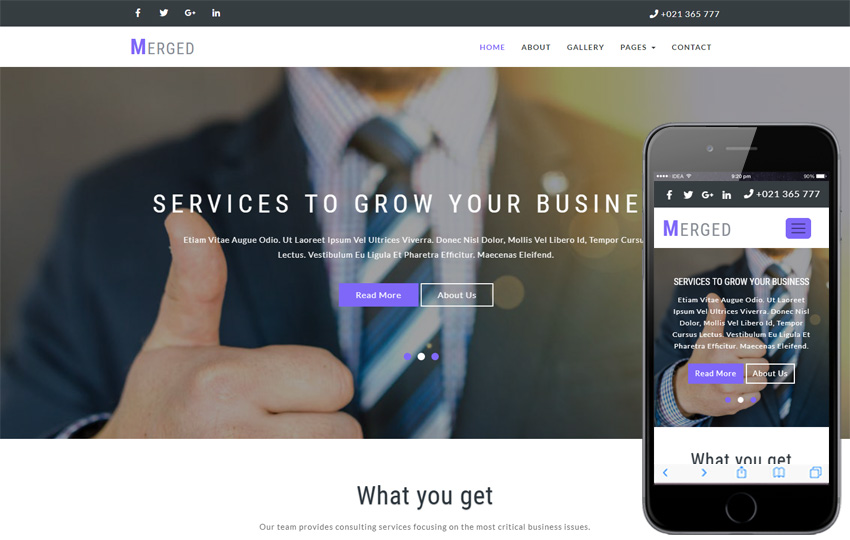 +021 365 777
MERGED
HOME ABOUT GALLERY PAGES CONTACT
SERVICES TO GROW YOUR
Etiam Vitae Augue Odio. Ut Laoreet Ipsum Vel Ultrices Viverra. Donec Nisl Dolor, Mollis Vel Libero Id, Tempor
Lectus. Vestibulum Eu Ligula Et Pharetra Efficitur. Maecenas Eleifend.
Read More About Us
What you get
Our team provides consulting services focusing on the most critical business issues.
IDEA 9:20 pm 90%
+021 365 777
MERGED
SERVICES TO GROW YOUR BUSINESS
Etiam Vitae Augue Odio. Ut Laoreet
Ipsum Vel Ultrices Viverra. Donec Nisl
Dolor, Mollis Vel Libero Id, Tempor
Cursus Lectus. Vestibulum Eu Ligula Et
Pharetra Efficitur. Maecenas Eleifend.
Read More About Us
What you get